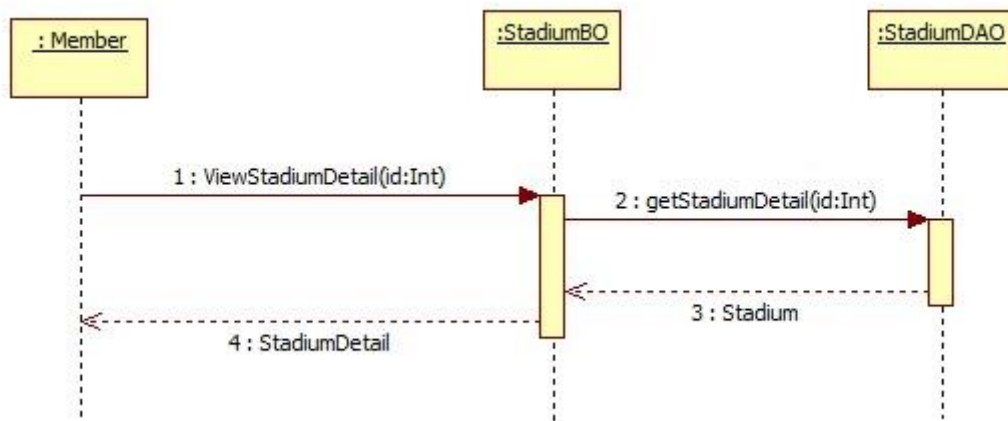 : Member
:StadiumBO
:StadiumDAO
1 : ViewStadiumDetail(id:Int)
2 : getStadiumDetail(id:Int)
3 : Stadium
4 : StadiumDetail